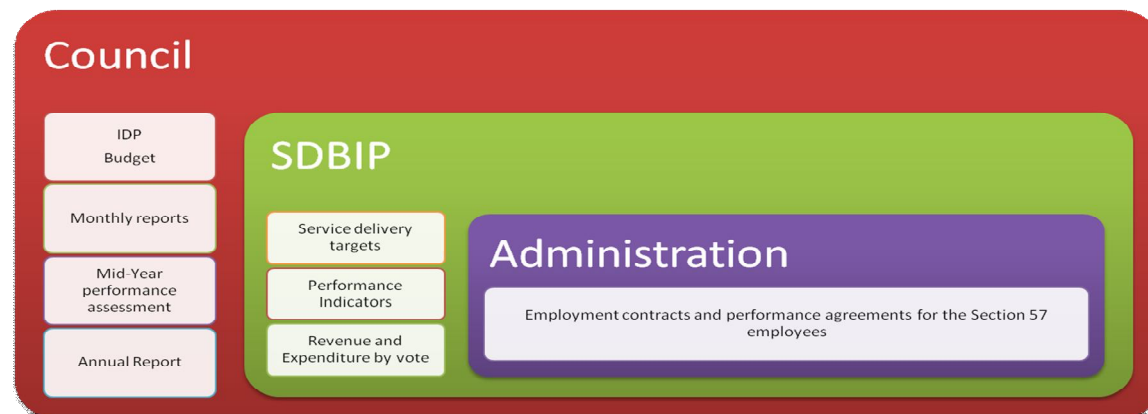 Council
IDP
Budget
Monthly reports
Mid-Year
performance
assessment
Annual Report
SDBIP
Service delivery
targets
Performance
Indicators
Revenue and
Expenditure by vote
Administration
Employment contracts and performance agreements for the Section 57
employees